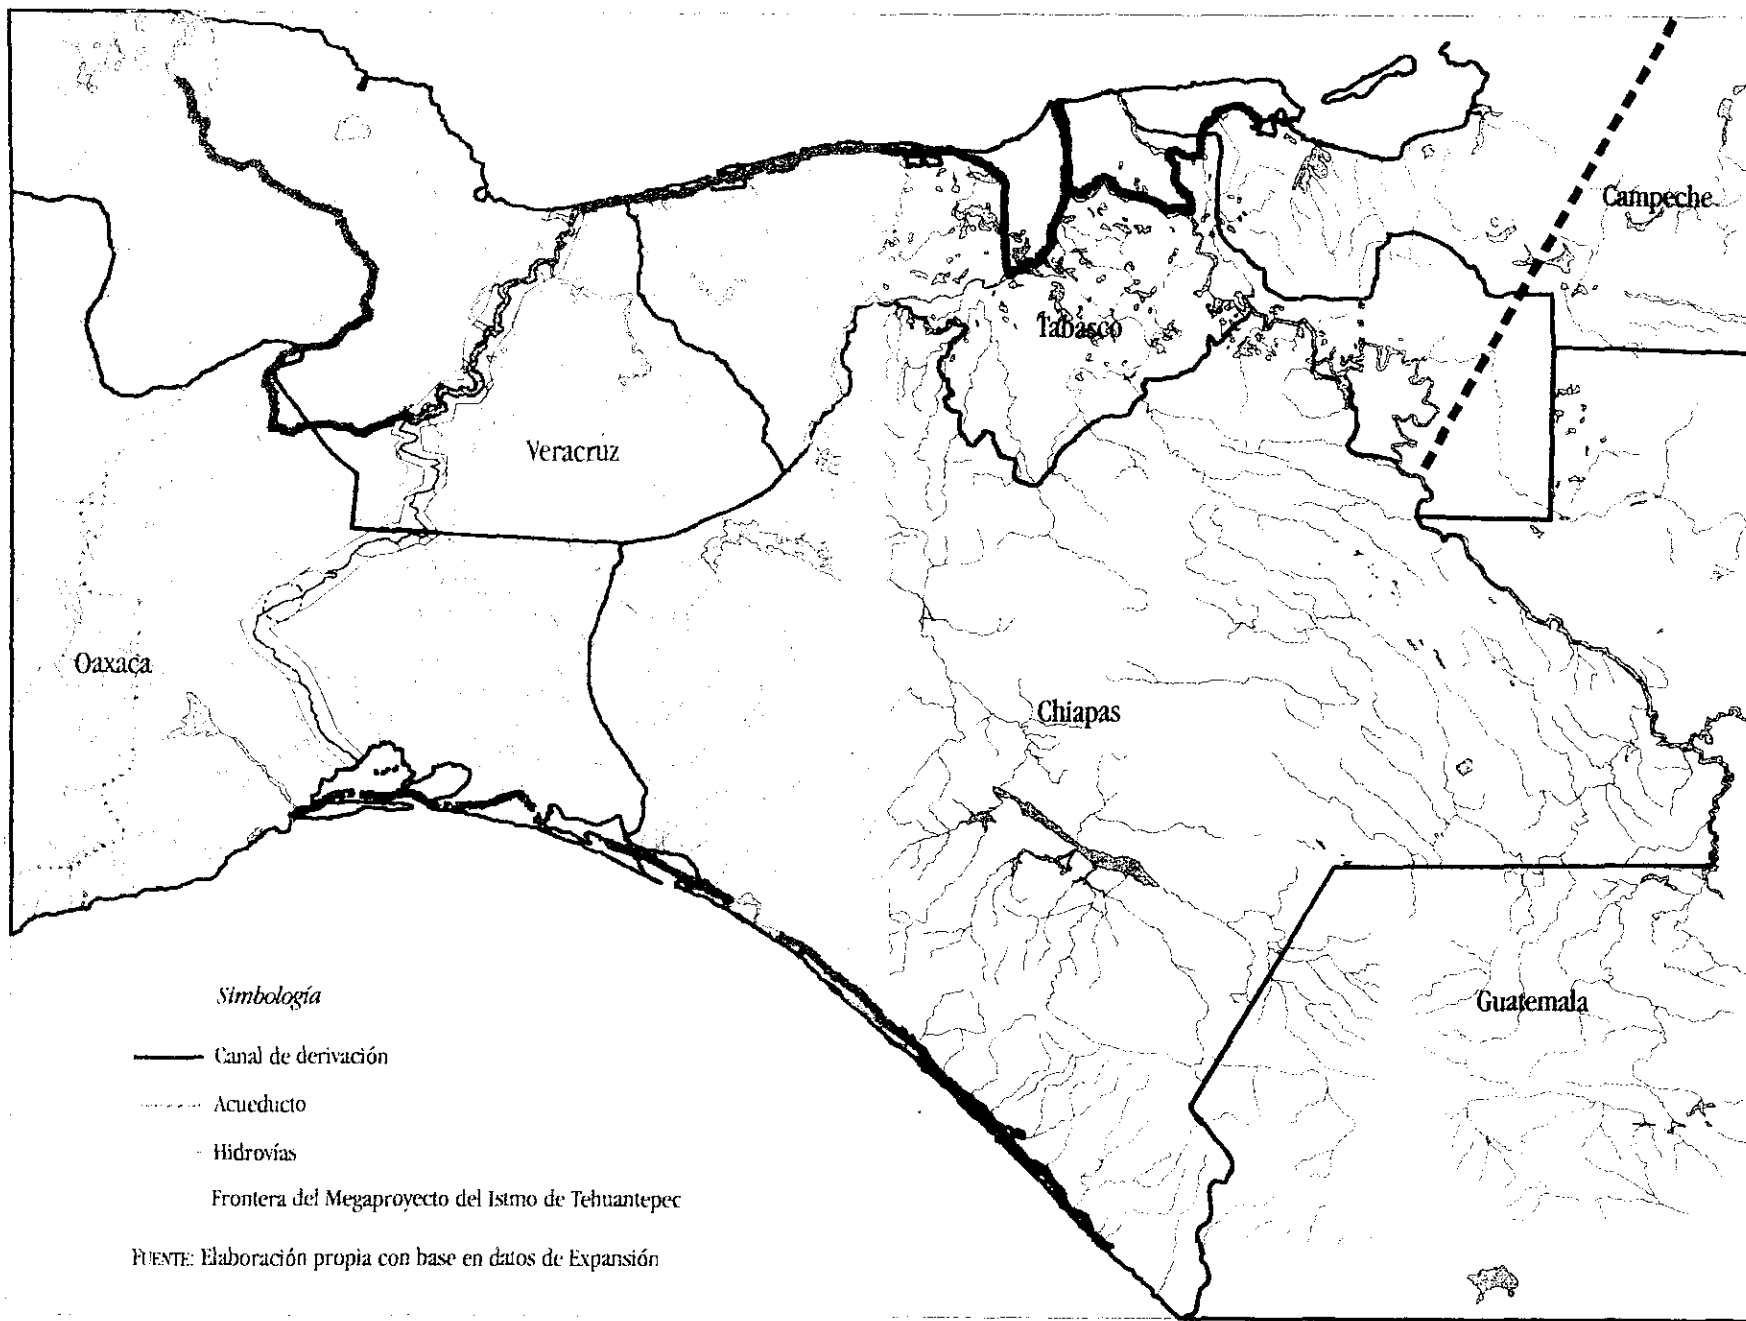 Campeche
Tabasco
Veracruz
Oaxaca
Chiapas
Guatemala
Simbología
Canal de derivación
Acueducto
Hidrovías
Frontera del Megaproyecto del Istmo de Tehuantepec
FUENTE: Elaboración propia con base en datos de Expansión